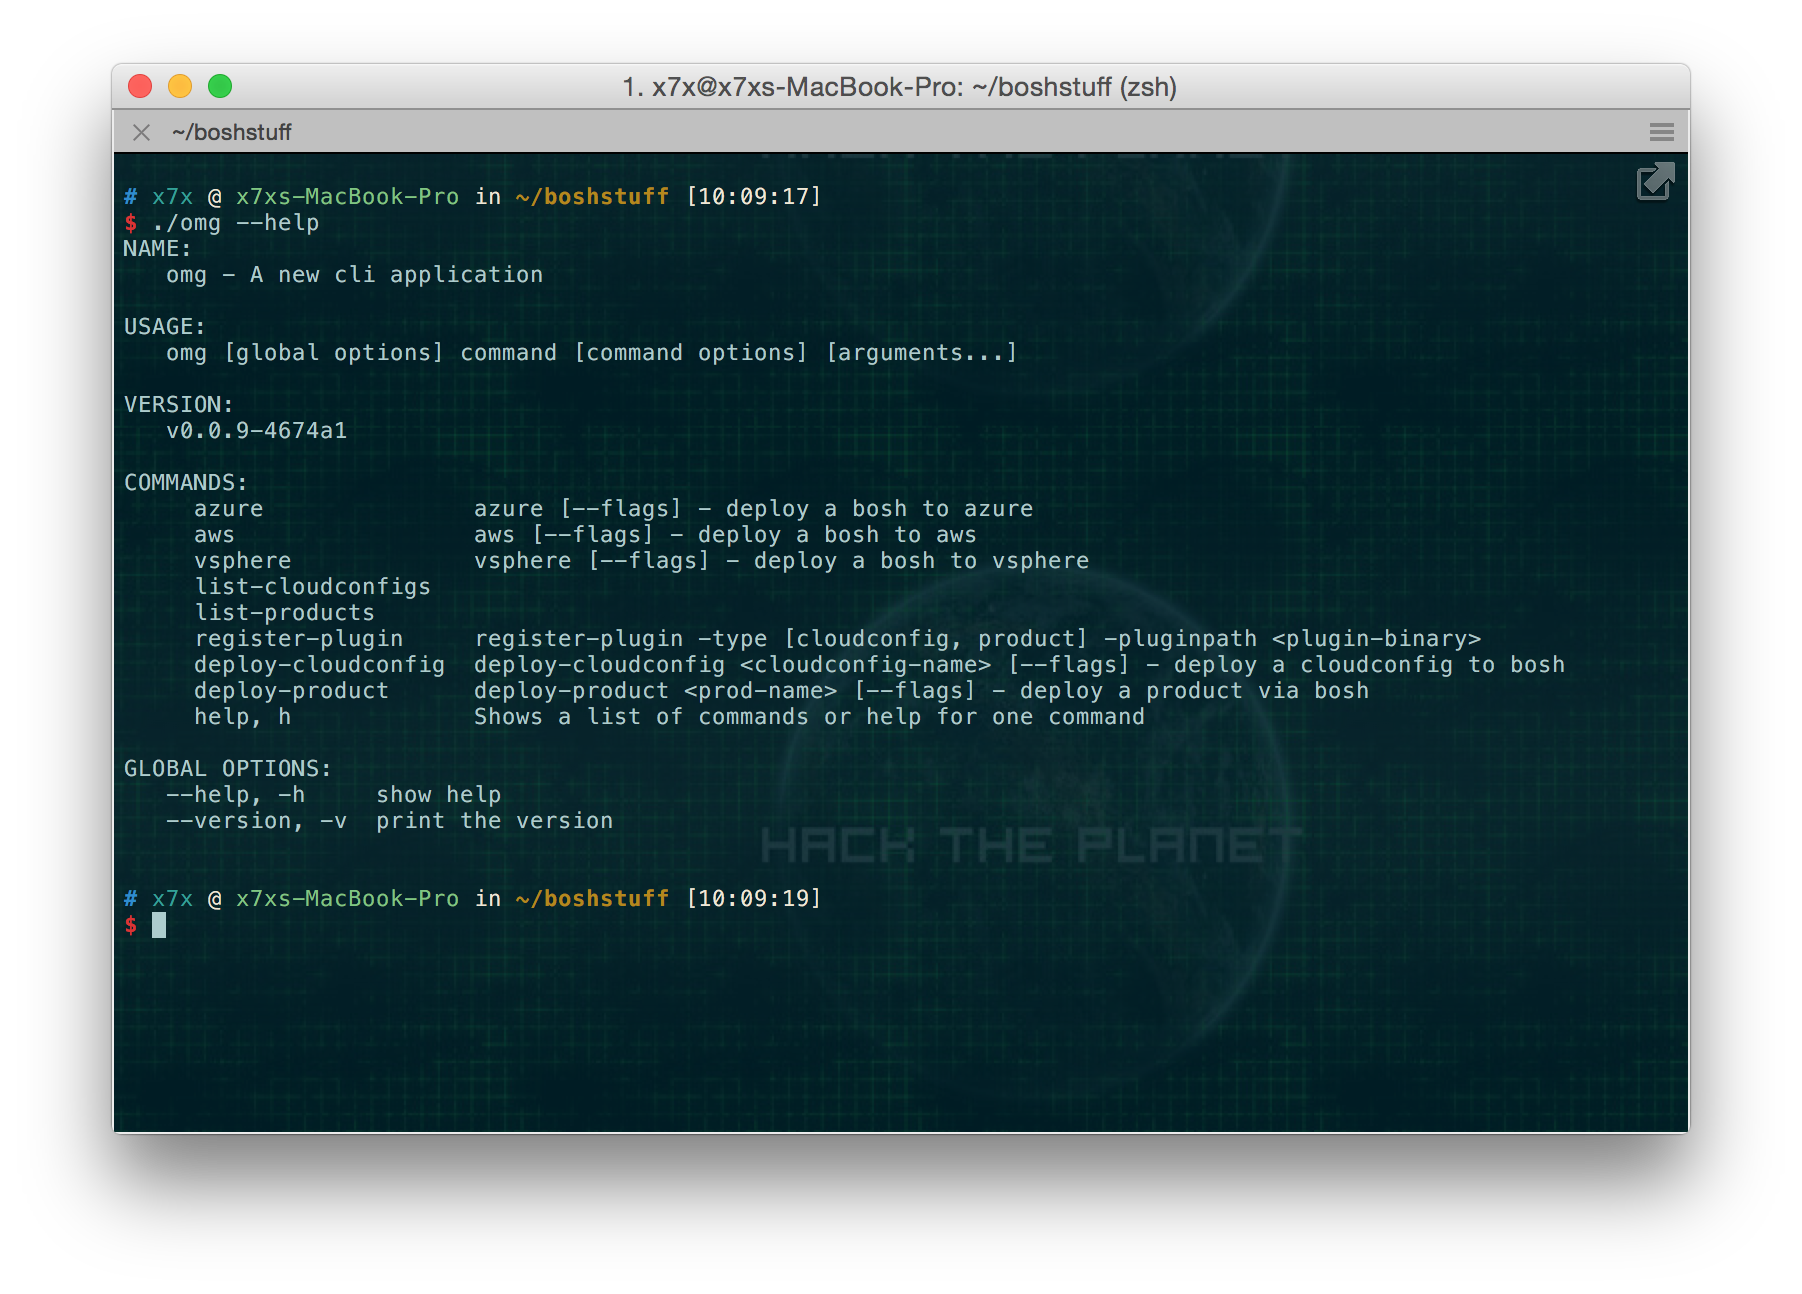 1. x7x@x7xs-MacBook-Pro: ~/boshstuff (zsh)
~/boshstuff
# x7x @ x7xs-MacBook-Pro in ~/boshstuff [10:09:17]
$ ./omg --help
NAME:
omg - A new cli application
USAGE:
omg [global options] command [command options] [arguments...]
VERSION:
v0.0.9-4674a1
COMMANDS:
azure azure [--flags] - deploy a bosh to azure
aws aws [--flags] - deploy a bosh to aws
vsphere vsphere [--flags] - deploy a bosh to vsphere
list-cloudconfigs
list-products
register-plugin register-plugin -type [cloudconfig, product] -pluginpath <plugin-binary>
deploy-cloudconfig deploy-cloudconfig <cloudconfig-name> [--flags] - deploy a cloudconfig to bosh
deploy-product deploy-product <prod-name> [--flags] - deploy a product via bosh
help, h Shows a list of commands or help for one command
GLOBAL OPTIONS:
--help, -h show help
--version, -v print the version
HACK THE PLANET
# x7x @ x7xs-MacBook-Pro in ~/boshstuff [10:09:19]
$